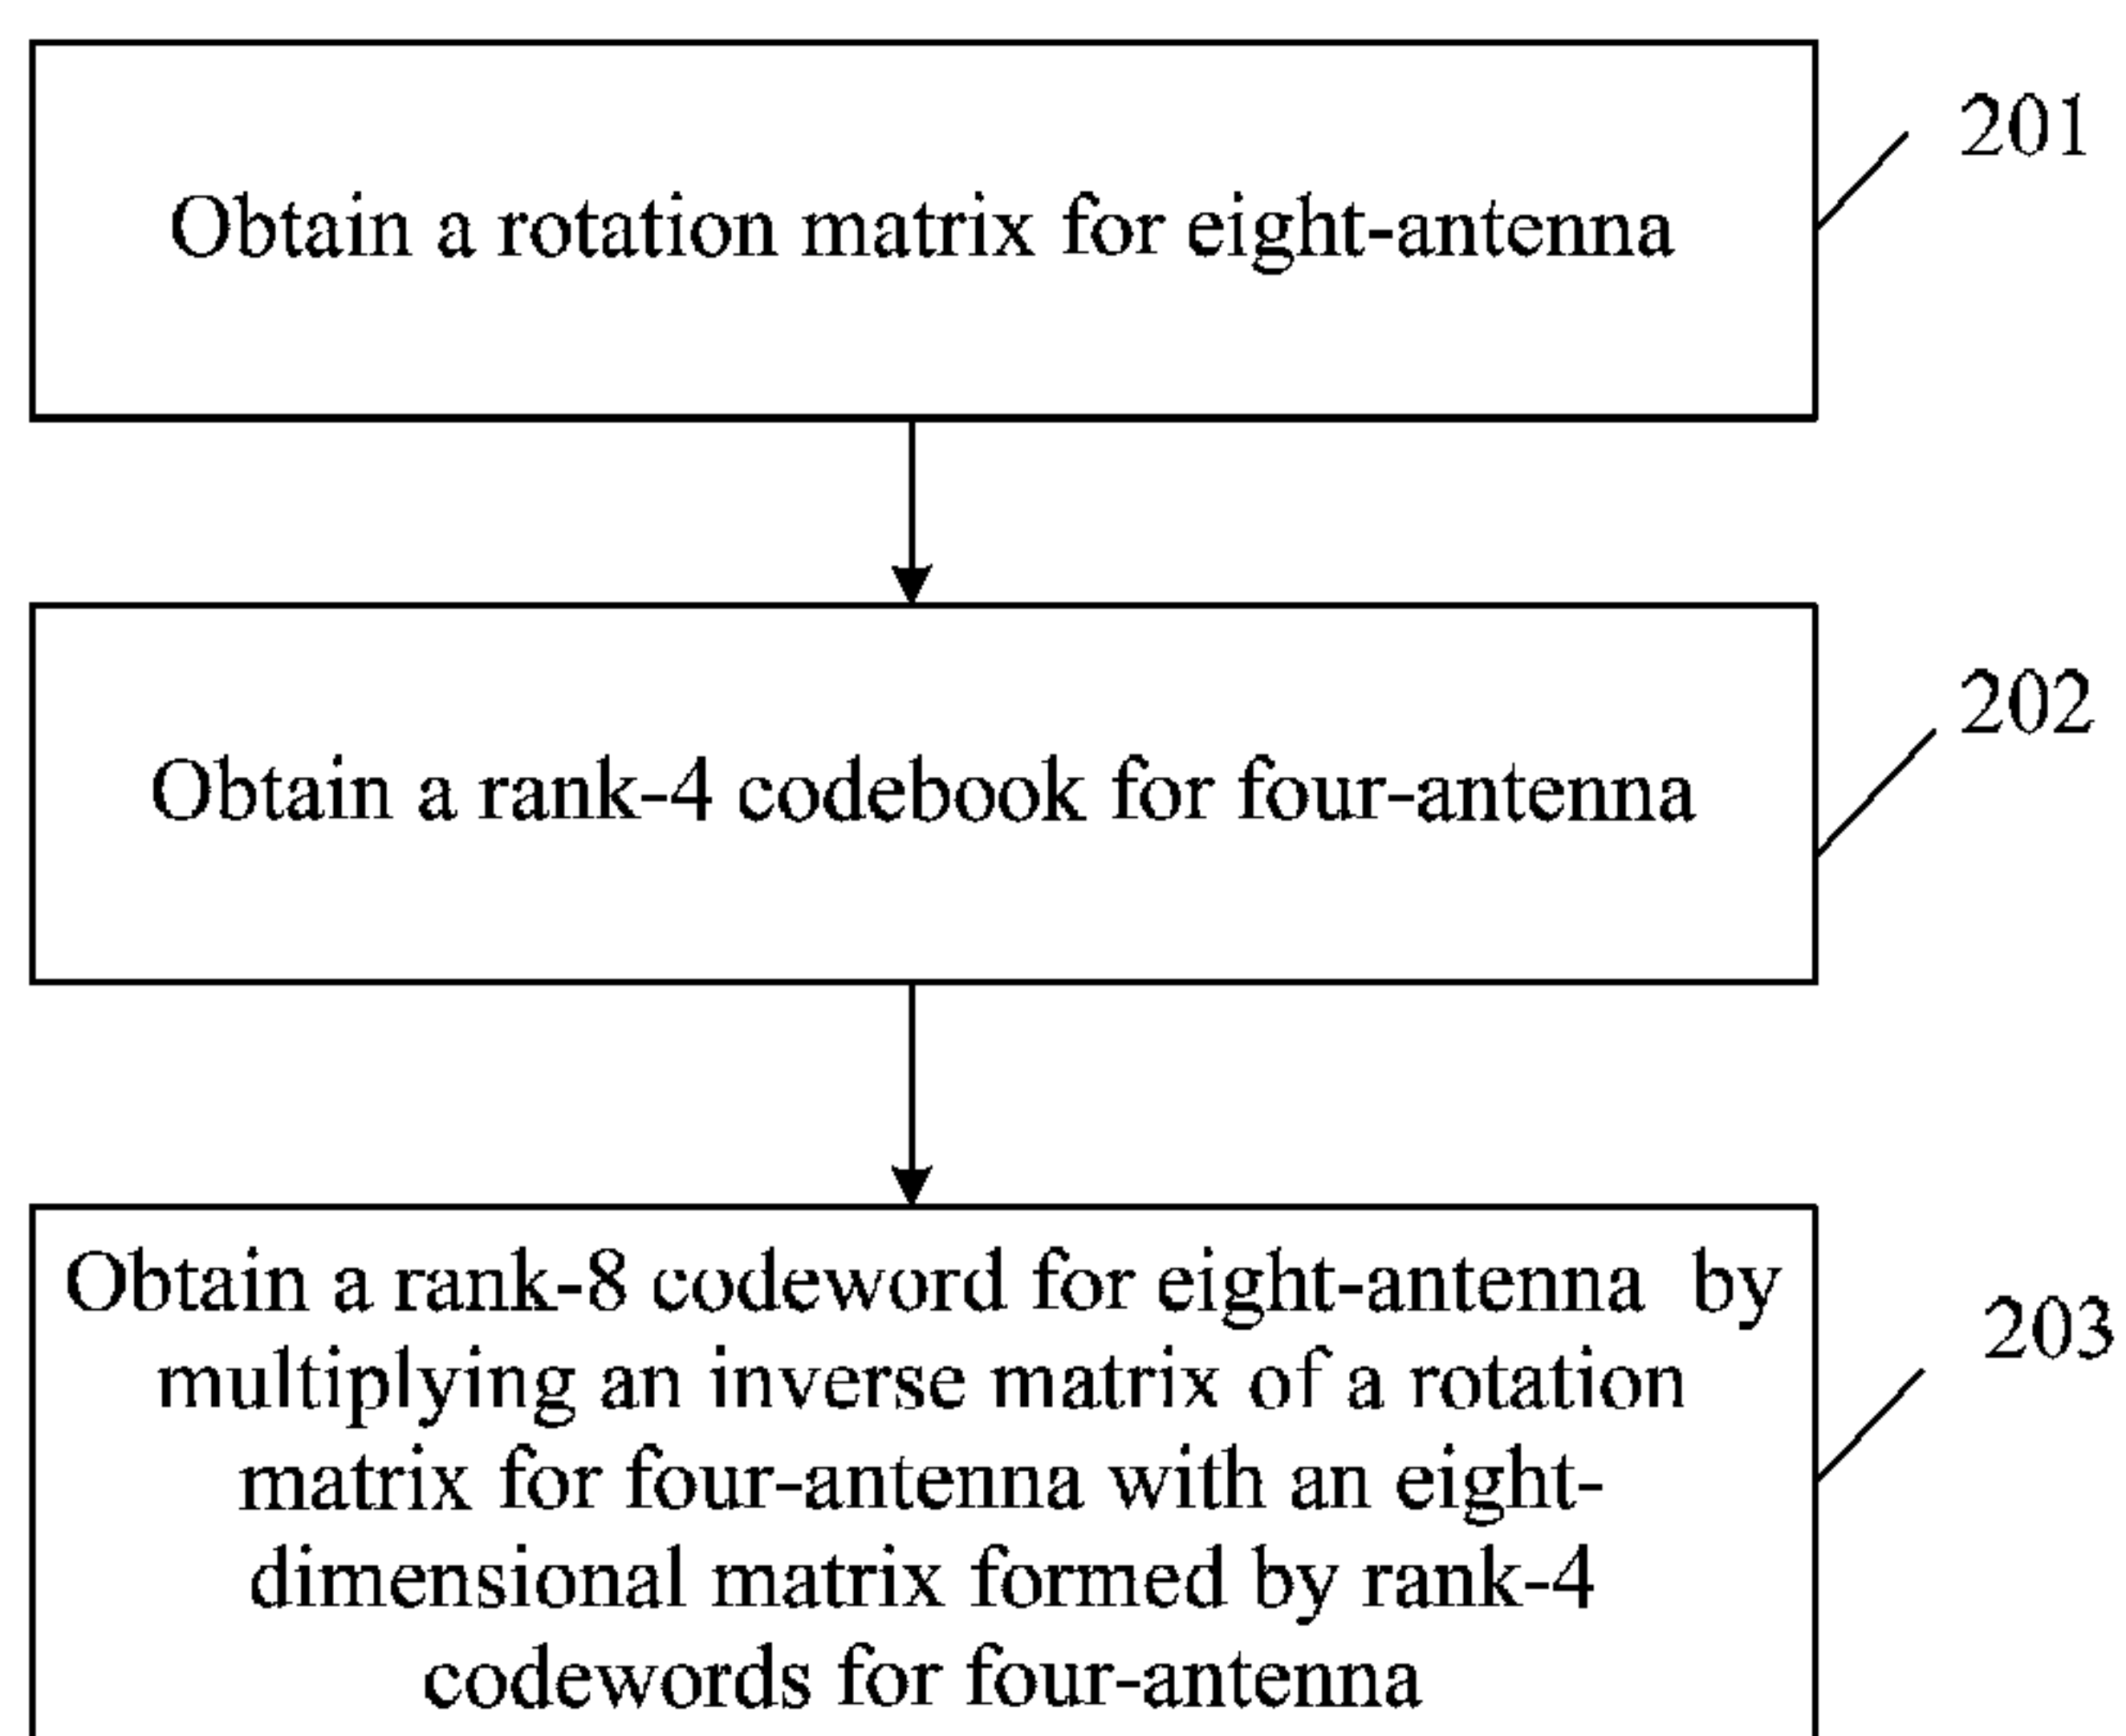 Obtain a rotation matrix for eight-antenna
201
Obtain a rank-4 codebook for four-antenna
202
Obtain a rank-8 codeword for eight-antenna by
multiplying an inverse matrix of a rotation
matrix for four-antenna with an eight-
dimensional matrix formed by rank-4
codewords for four-antenna
203